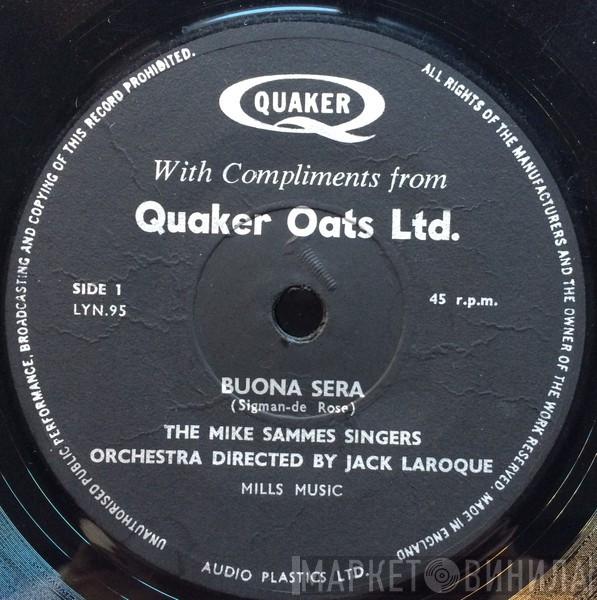 QUAKER
With Compliments from
Quaker Oats Ltd.
SIDE 1
LYN.95
45 r.p.m.
BUONA SERA
(Sigman-de Rose)
THE MIKE SAMMES SINGERS
ORCHESTRA DIRECTED BY JACK LAROQUE
MILLS MUSIC
AUDIO PLASTICS LTD.
ALL RIGHTS OF THE MANUFACTURERS AND THE OWNER OF THE WORK RESERVED. MADE IN ENGLAND
UNAUTHORISED PUBLIC PERFORMANCE, BROADCASTING AND COPYING OF THIS RECORD PROHIBITED.
МАРКЕТ ВИНИЛА